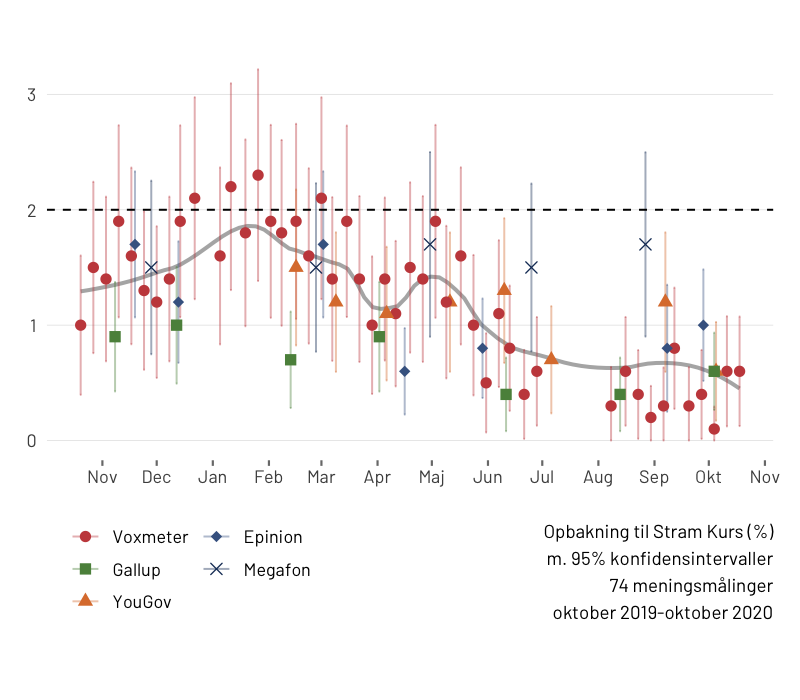 3
2
1
0
Nov Dec Jan Feb Mar Apr Maj Jun Jul Aug Sep Okt Nov
Voxmeter Epinion
Gallup Megafon
YouGov
Opbakning til Stram Kurs (%)
m. 95% konfidensintervaller
74 meningsmålinger
oktober 2019-oktober 2020